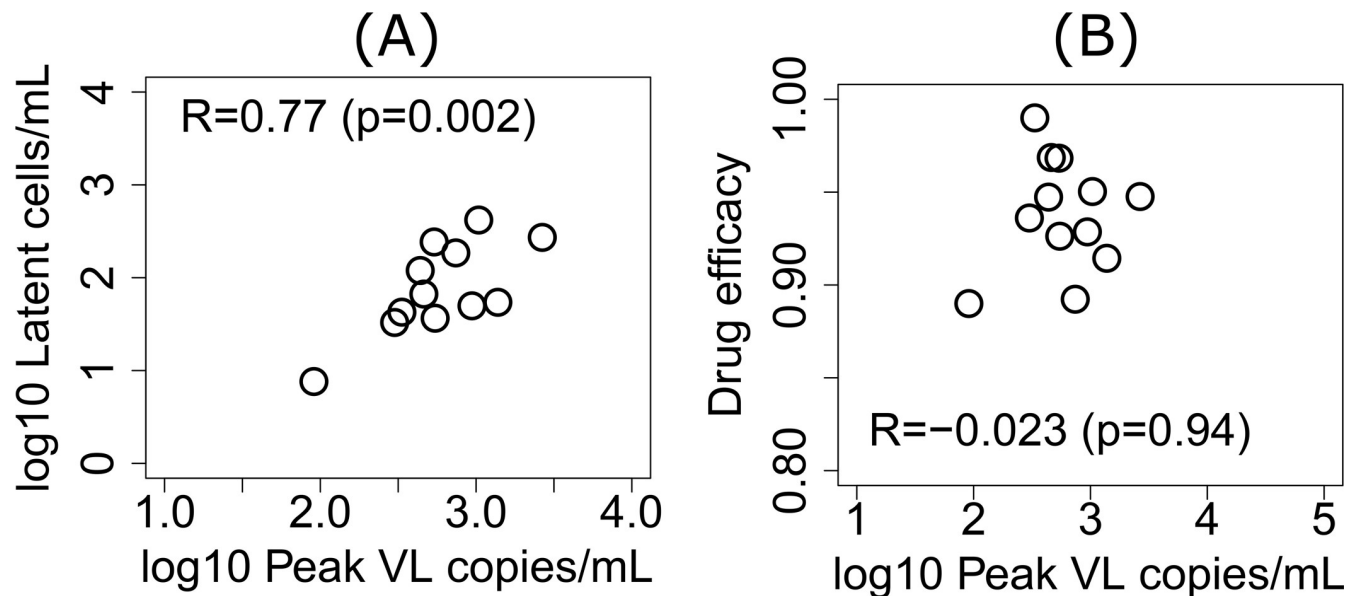 (A)
R=0.77 (p=0.002)
log10 Latent cells/mL
4
3
2
1
0
1.0 2.0 3.0 4.0
log10 Peak VL copies/mL
(B)
Drug efficacy
1.00
0.90
0.80
R=−0.023 (p=0.94)
1 2 3 4 5
log10 Peak VL copies/mL